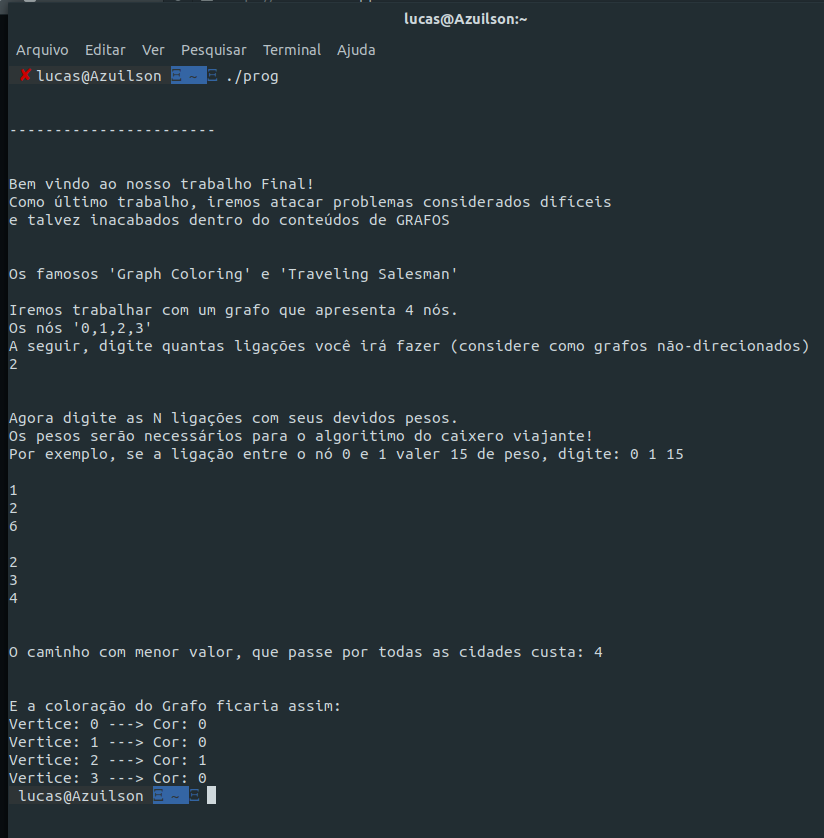 lucas@Azuilson:~
Arquivo Editar Ver Pesquisar Terminal Ajuda
✘ lucas@Azuilson ~ ./prog
-----------------------
Bem vindo ao nosso trabalho Final!
Como último trabalho, iremos atacar problemas considerados difíceis
e talvez inacabados dentro do conteúdos de GRAFOS
Os famosos 'Graph Coloring' e 'Traveling Salesman'
Iremos trabalhar com um grafo que apresenta 4 nós.
Os nós '0,1,2,3'
A seguir, digite quantas ligações você irá fazer (considere como grafos não-direcionados)
2
Agora digite as N ligações com seus devidos pesos.
Os pesos serão necessários para o algoritimo do caixero viajante!
Por exemplo, se a ligação entre o nó 0 e 1 valer 15 de peso, digite: 0 1 15
1
2
6
2
3
4
O caminho com menor valor, que passe por todas as cidades custa: 4
E a coloração do Grafo ficaria assim:
Vertice: 0 ---> Cor: 0
Vertice: 1 ---> Cor: 0
Vertice: 2 ---> Cor: 1
Vertice: 3 ---> Cor: 0
lucas@Azuilson ~